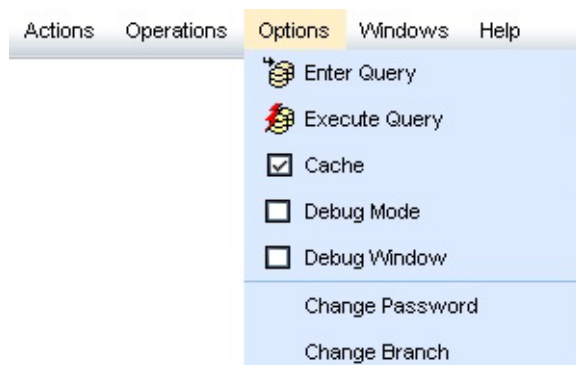 Actions Operations Options Windows Help
Enter Query
Execute Query
Cache
Debug Mode
Debug Window
Change Password
Change Branch